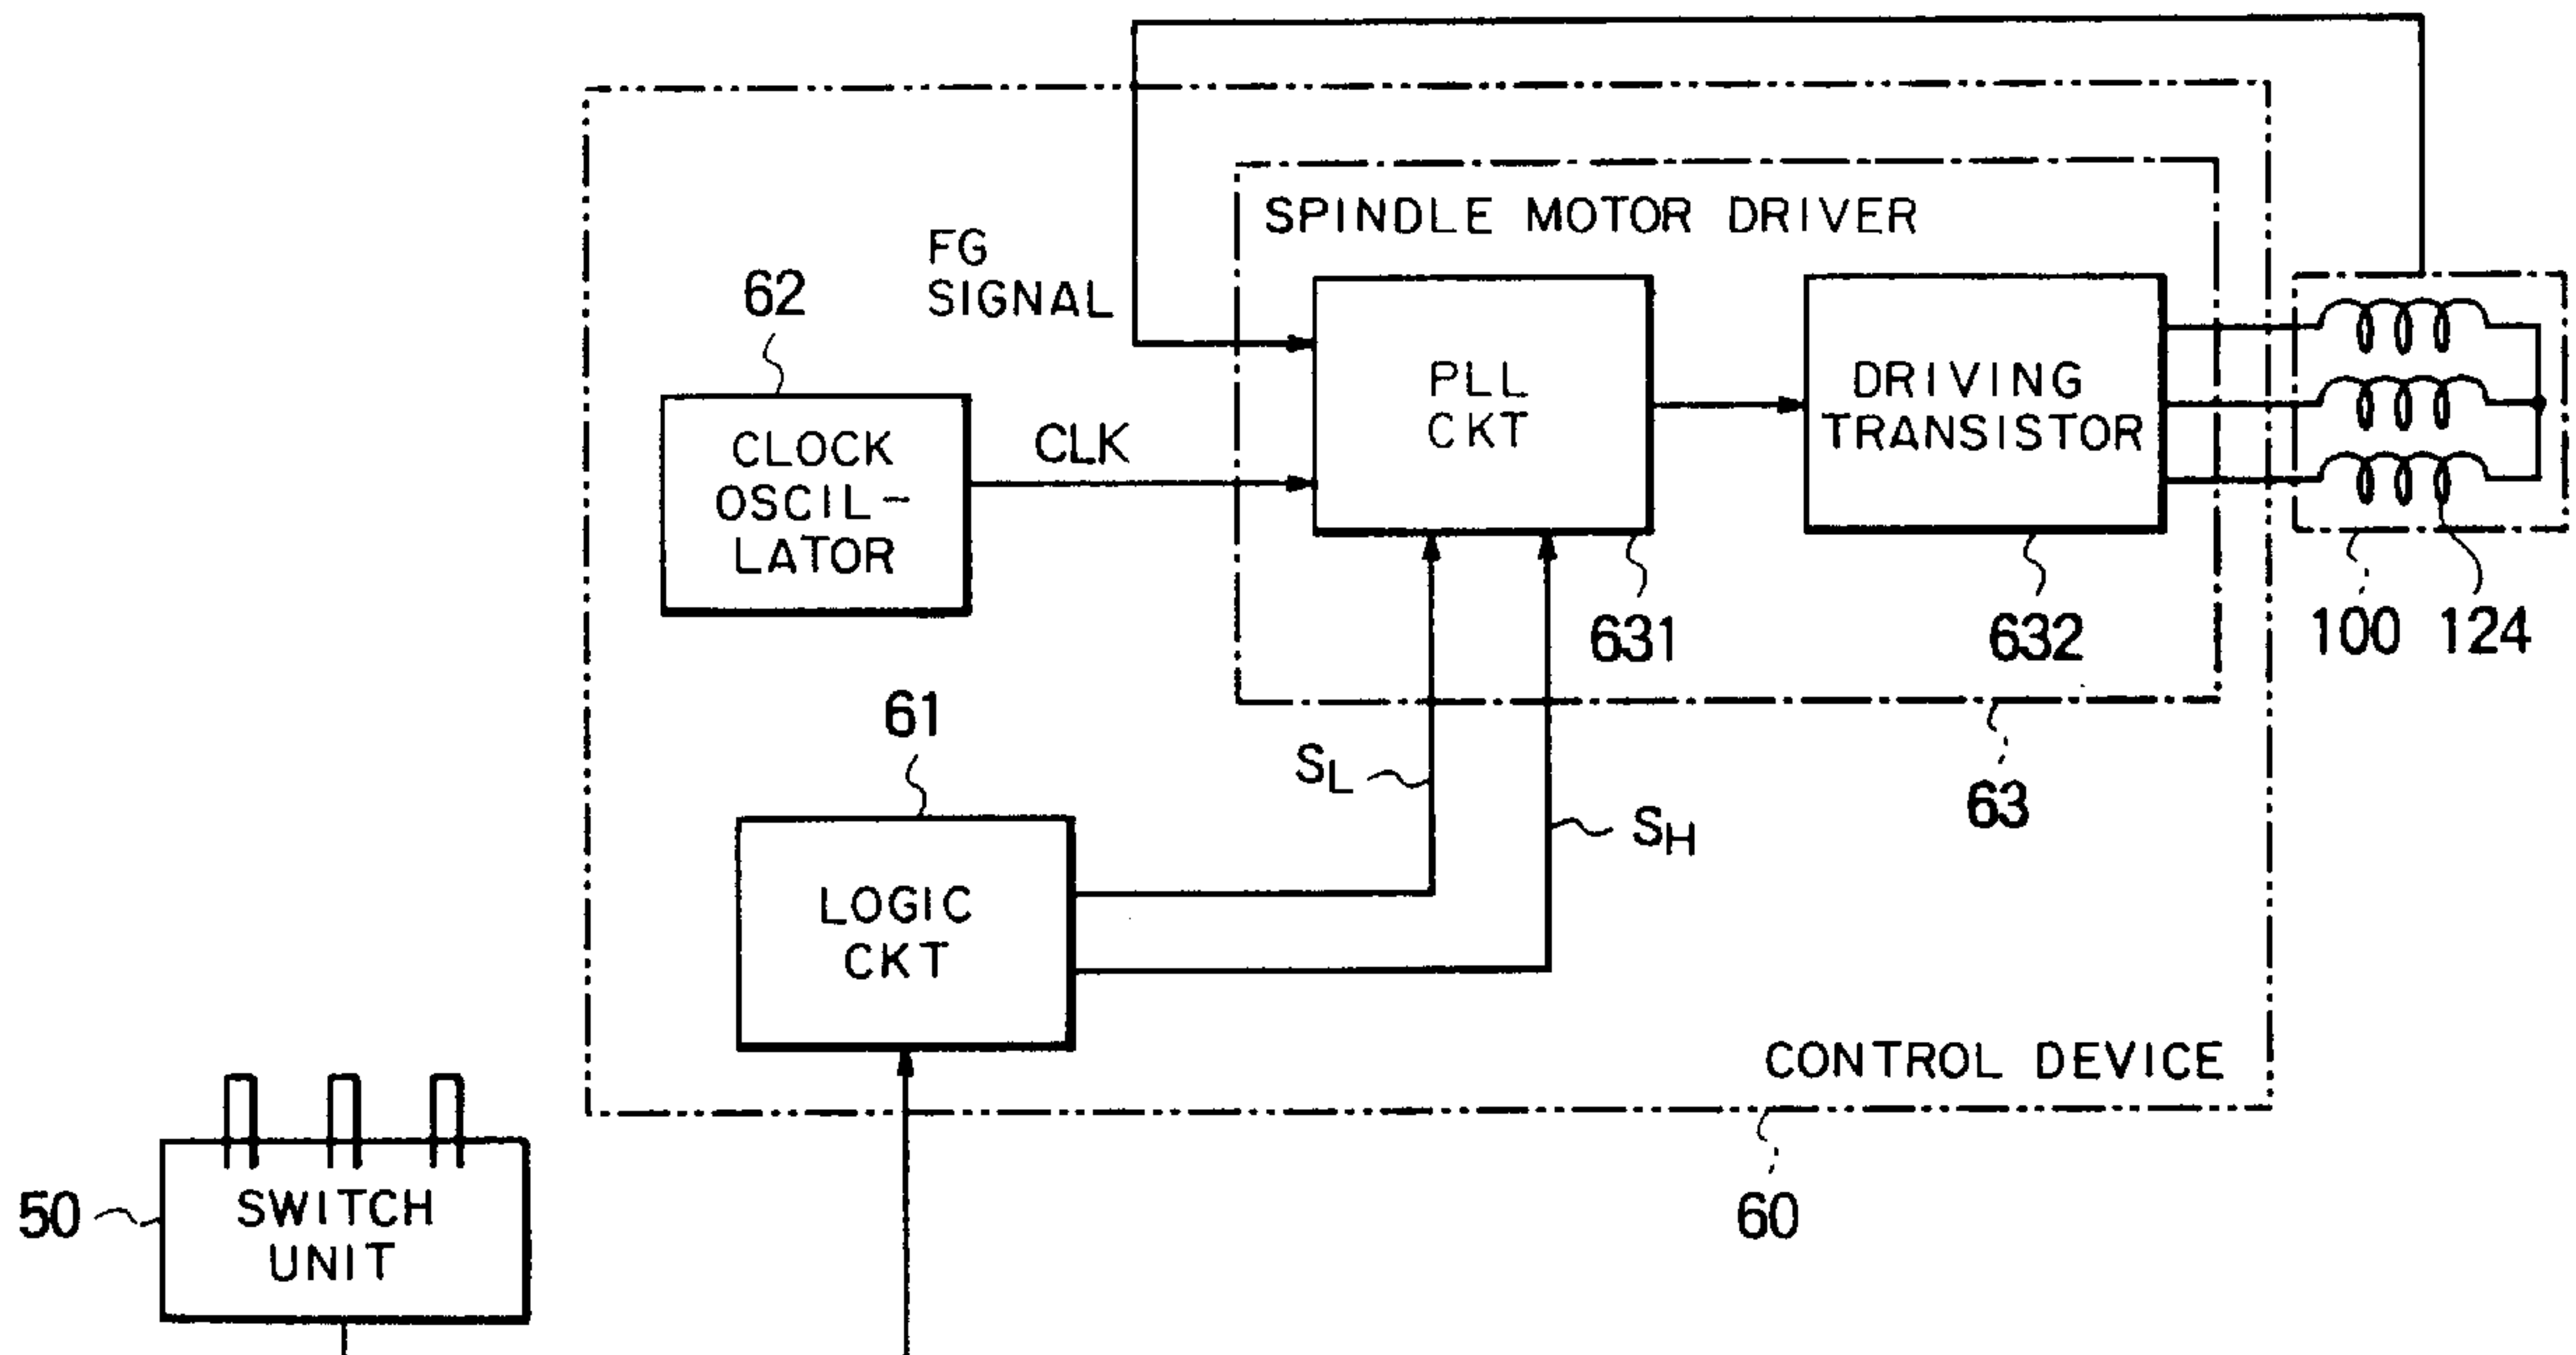 SPINDLE MOTOR DRIVER
FG
SIGNAL
62
CLOCK
OSCIL-
LATOR
CLK
PLL
CKT
DRIVING
TRANSISTOR
631
632
100
124
61
SL
SH
63
LOGIC
CKT
CONTROL DEVICE
60
50
SWITCH
UNIT